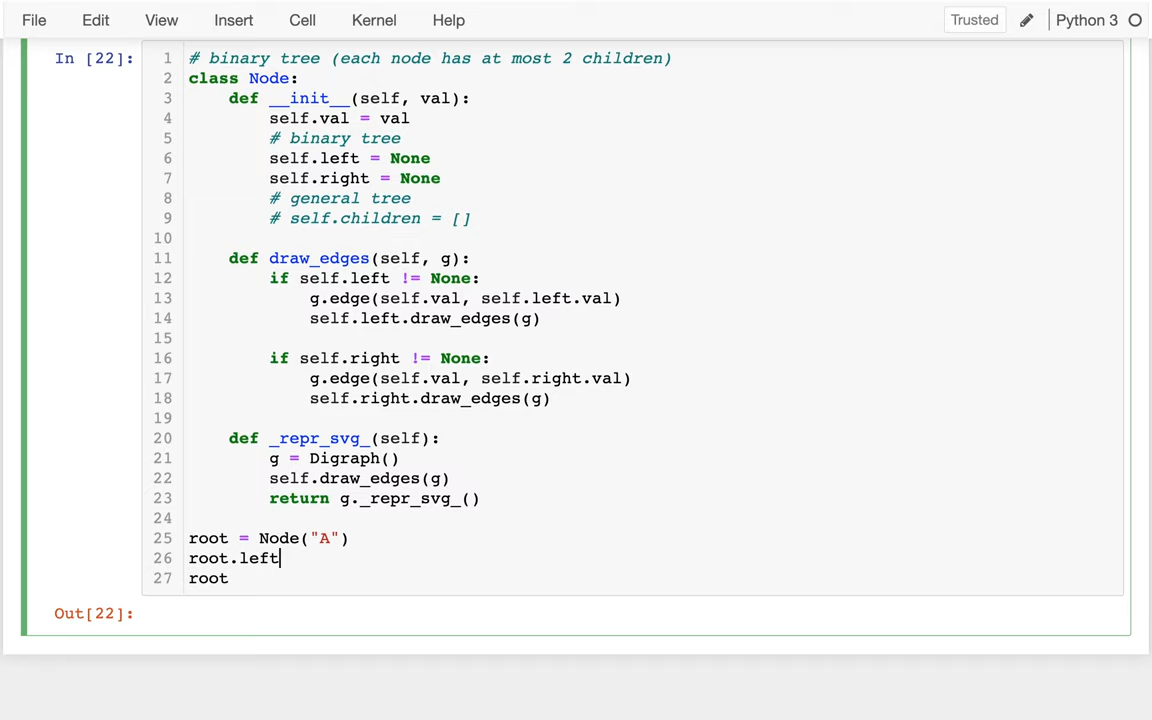 File Edit View Insert Cell Kernel Help Trusted Python 3
In [22]:
1 # binary tree (each node has at most 2 children)
2 class Node:
3     def __init__(self, val):
4         self.val = val
5         # binary tree
6         self.left = None
7         self.right = None
8         # general tree
9         # self.children = []
10
11     def draw_edges(self, g):
12         if self.left != None:
13             g.edge(self.val, self.left.val)
14             self.left.draw_edges(g)
15
16         if self.right != None:
17             g.edge(self.val, self.right.val)
18             self.right.draw_edges(g)
19
20     def _repr_svg_(self):
21         g = Digraph()
22         self.draw_edges(g)
23         return g._repr_svg_()
24
25 root = Node("A")
26 root.left
27 root
Out[22]: